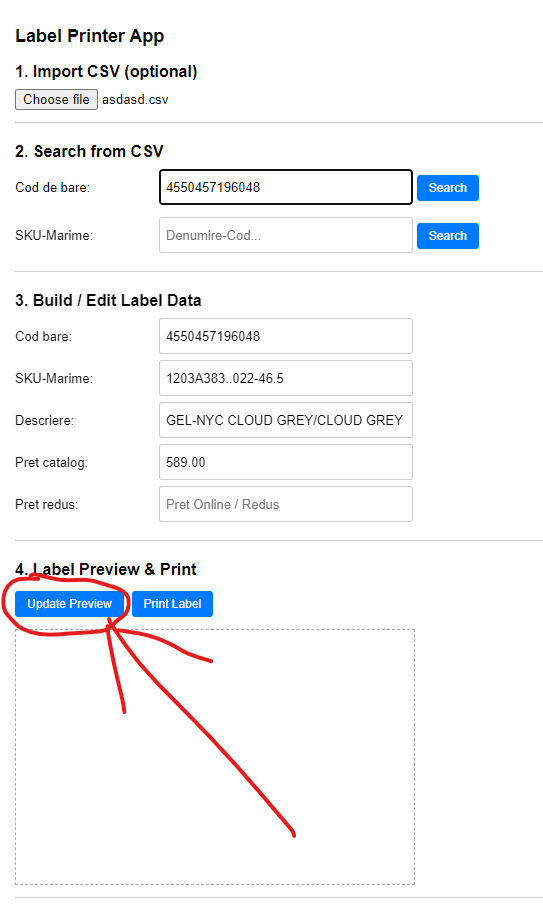 Label Printer App
1. Import CSV (optional)
Choose file asdasd.csv
2. Search from CSV
Cod de bare: 4550457196048 Search
SKU-Marime: Denumire-Cod... Search
3. Build / Edit Label Data
Cod bare: 4550457196048
SKU-Marime: 1203A383..022-46.5
Descriere: GEL-NYC CLOUD GREY/CLOUD GREY
Pret catalog: 589.00
Pret redus: Pret Online / Redus
4. Label Preview & Print
Update Preview Print Label